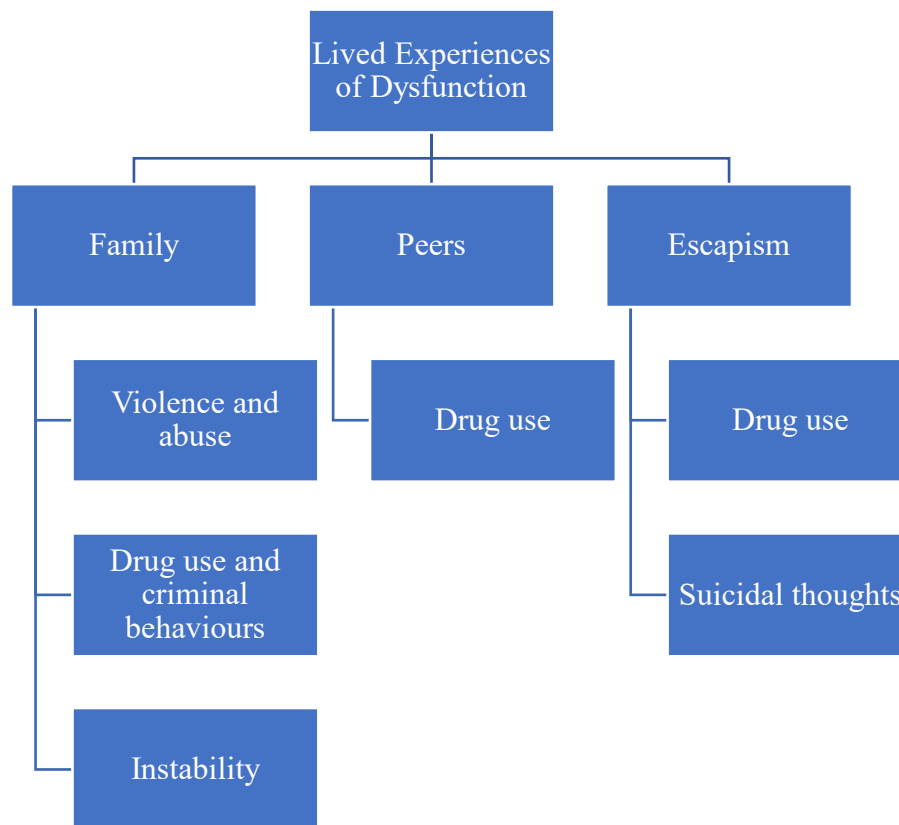 Lived Experiences
of Dysfunction
Family
Peers
Escapism
Violence and
abuse
Drug use
Drug use
Drug use and
criminal
behaviours
Suicidal thoughts
Instability